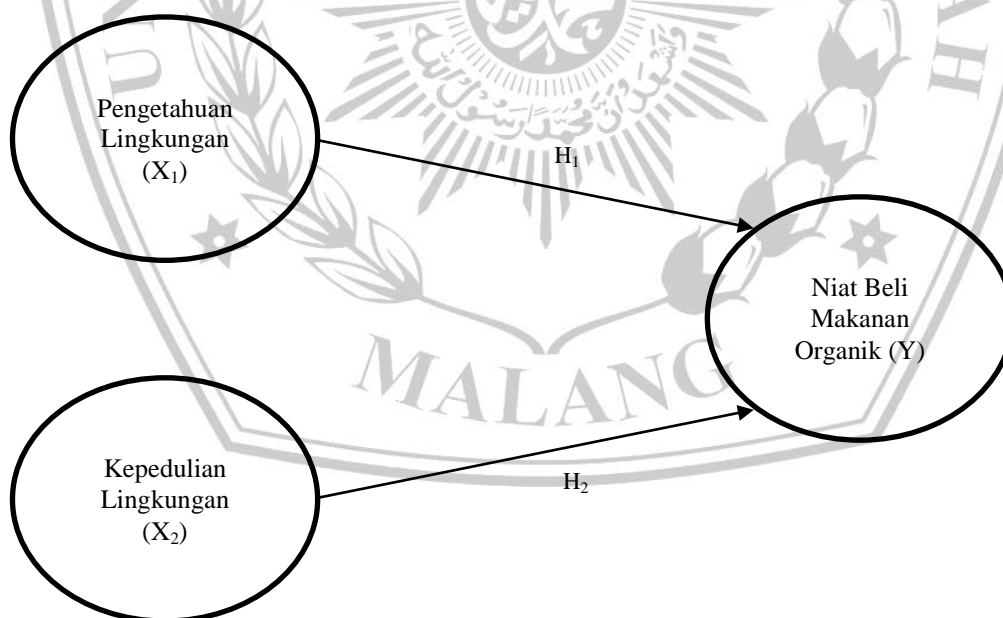 Pengetahuan
Lingkungan
(X₁)
H₁
Niat Beli
Makanan
Organik (Y)
MALANG
Kepedulian
Lingkungan
(X₂)
H₂